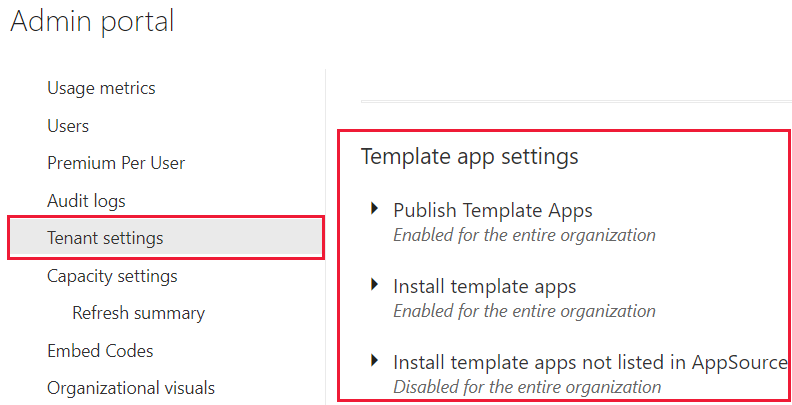 Admin portal
Usage metrics
Users
Premium Per User
Audit logs
Tenant settings
Capacity settings
Refresh summary
Embed Codes
Organizational visuals
Template app settings
Publish Template Apps
Enabled for the entire organization
Install template apps
Enabled for the entire organization
Install template apps not listed in AppSource
Disabled for the entire organization